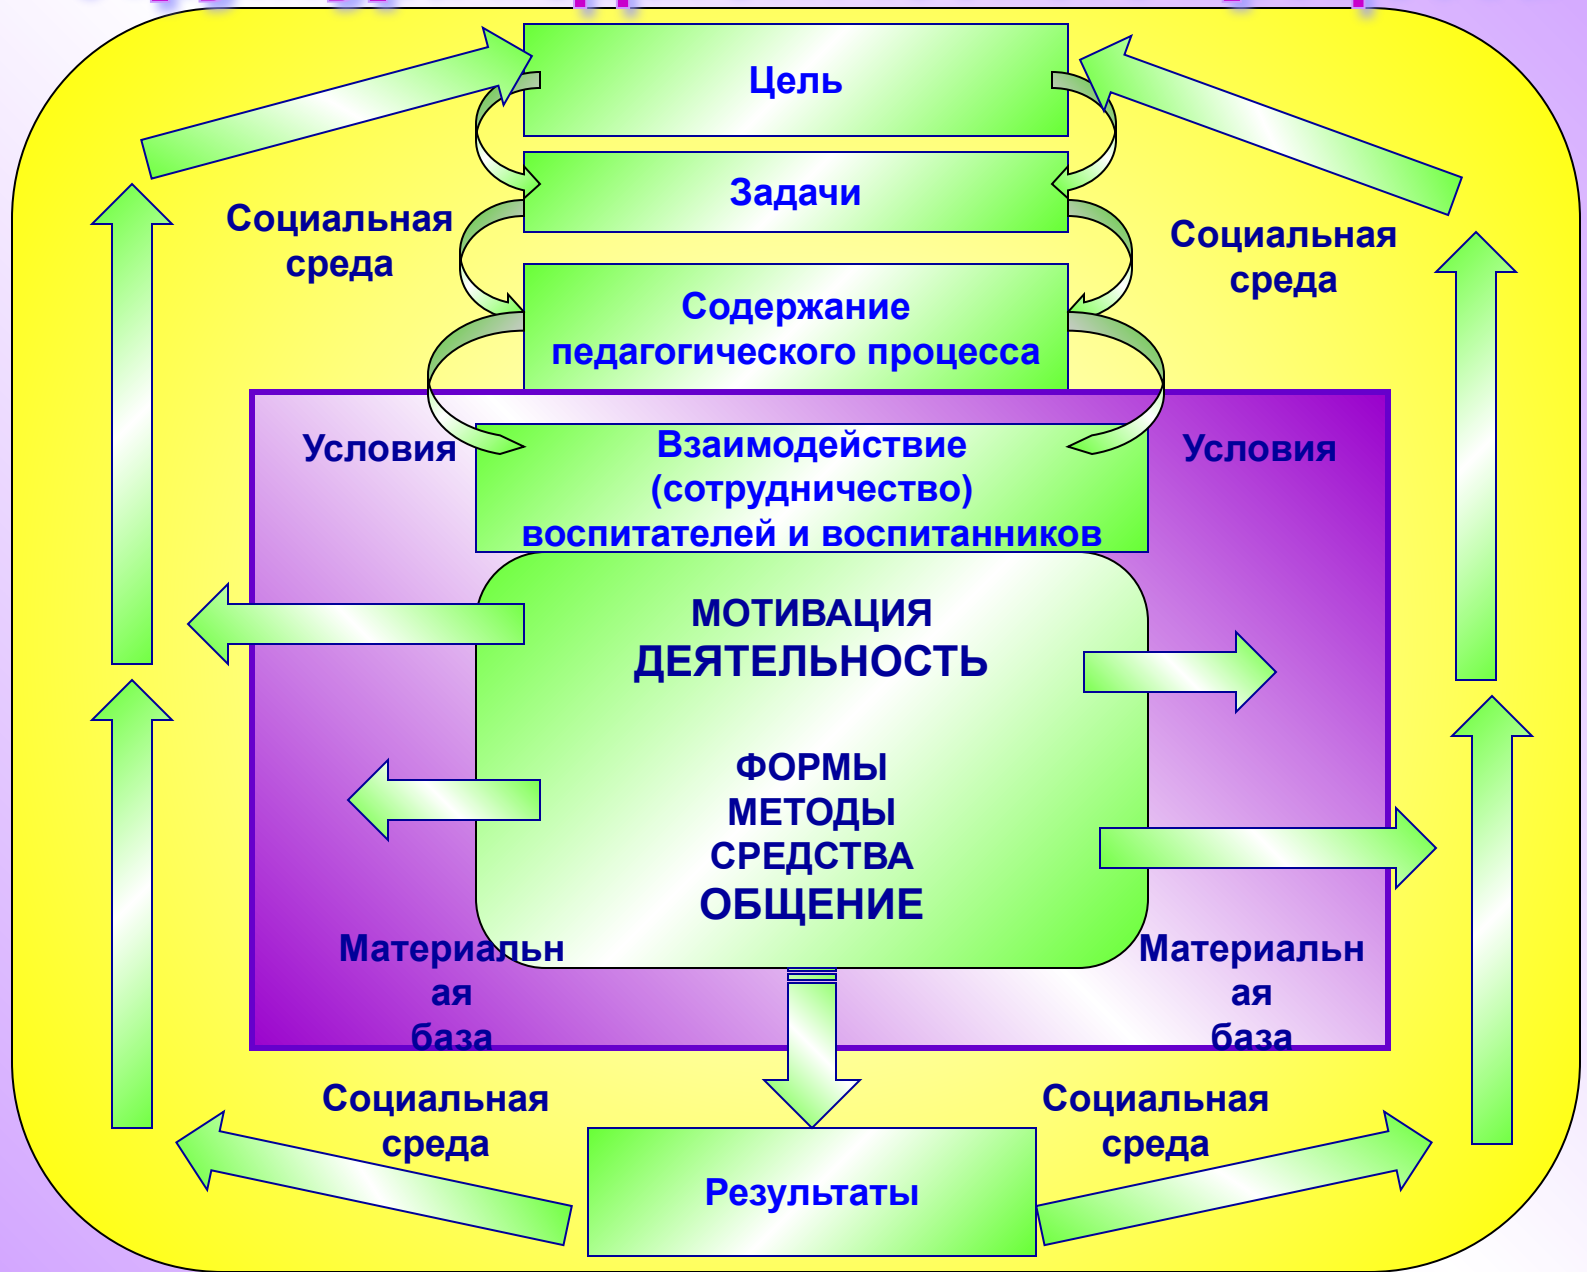 Цель
Задачи
Социальная
среда
Социальная
среда
Содержание
педагогического процесса
Условия
Условия
Взаимодействие
(сотрудничество)
воспитателей и воспитанников
МОТИВАЦИЯ
ДЕЯТЕЛЬНОСТЬ
ФОРМЫ
МЕТОДЫ
СРЕДСТВА
ОБЩЕНИЕ
Материальн
ая
база
Материальн
ая
база
Социальная
среда
Социальная
среда
Результаты